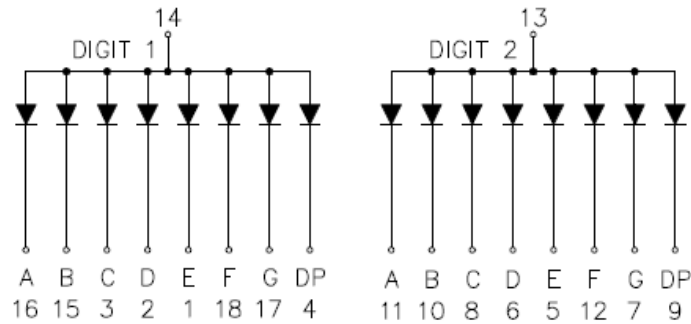 14 13
DIGIT 1 DIGIT 2
A B C D E F G DP A B C D E F G DP
16 15 3 2 1 18 17 4 11 10 8 6 5 12 7 9